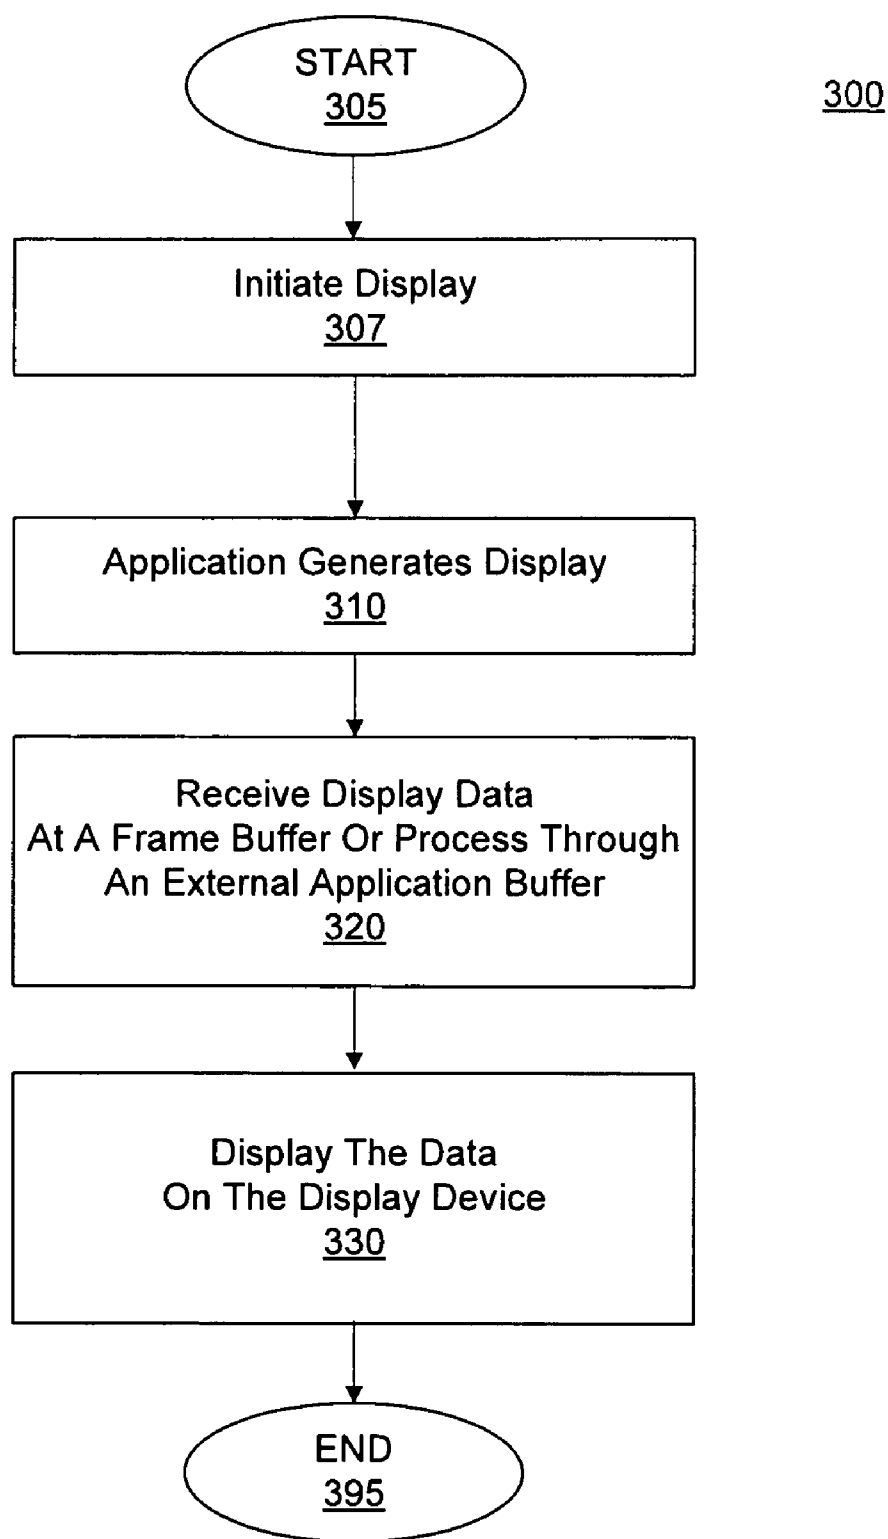 START
305
300
Initiate Display
307
Application Generates Display
310
Receive Display Data
At A Frame Buffer Or Process Through
An External Application Buffer
320
Display The Data
On The Display Device
330
END
395